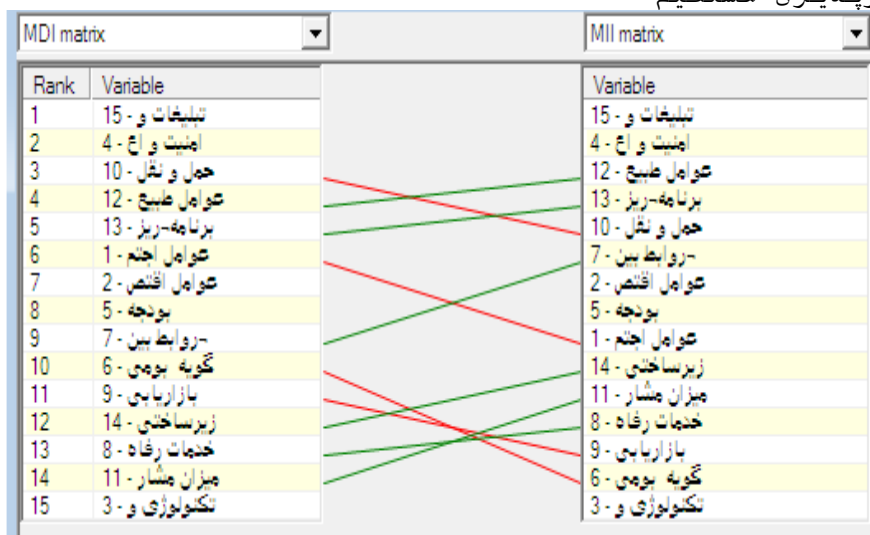 MDI matrix MII matrix
Rank Variable Variable
1 تبلیغات و - 15 تبلیغات و - 15
2 امنیت و اع - 4 امنیت و اع - 4
3 حمل و نقل - 10 عوامل طبیع - 12
4 عوامل طبیع - 12 برنامه-ریز - 13
5 برنامه-ریز - 13 حمل و نقل - 10
6 عوامل اجتم - 1 -روابط بین - 7
7 عوامل اقتص - 2 عوامل اقتص - 2
8 بودجه - 5 بودجه - 5
9 -روابط بین - 7 عوامل اجتم - 1
10 گویه بومی - 6 زیرساختی - 14
11 بازاریابی - 9 میزان مشار - 11
12 زیرساختی - 14 خدمات رفاه - 8
13 خدمات رفاه - 8 بازاریابی - 9
14 میزان مشار - 11 گویه بومی - 6
15 تکنولوژی و - 3 تکنولوژی و - 3